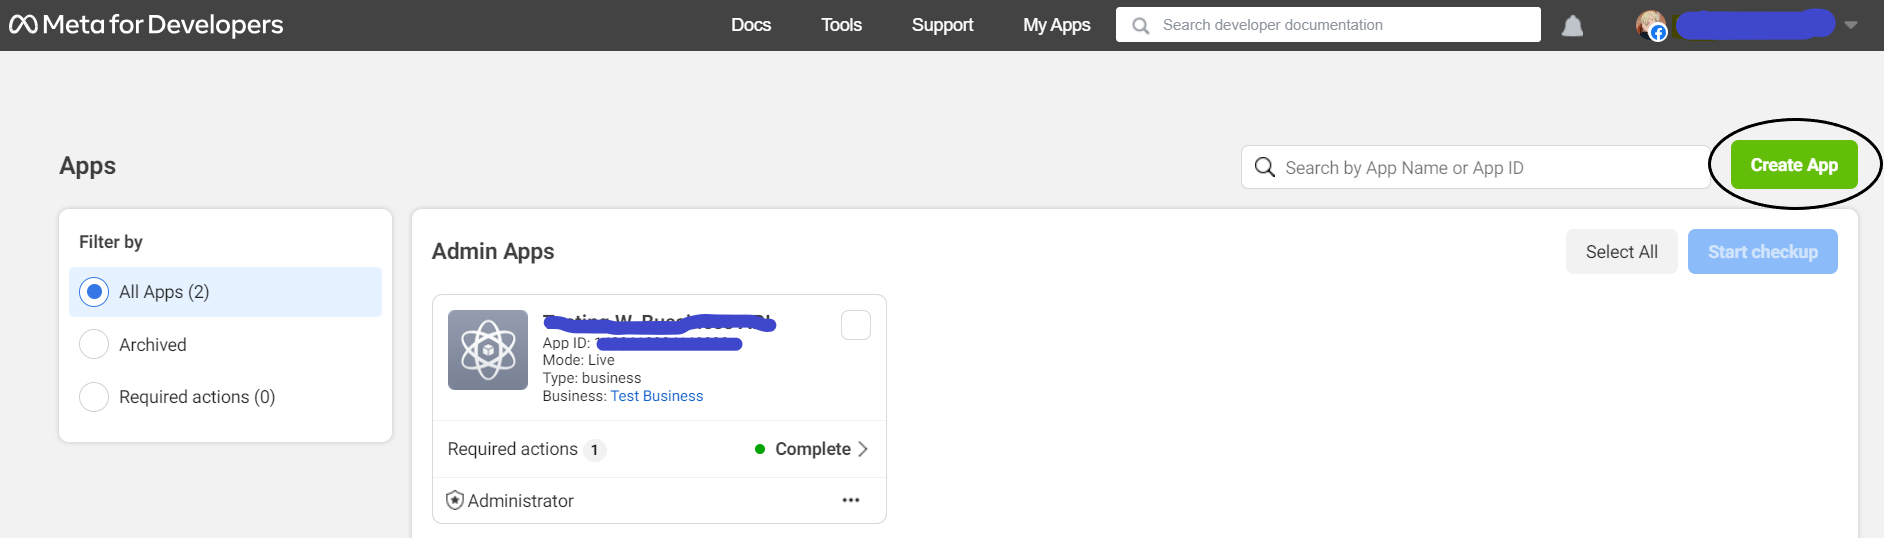 Meta for Developers
Docs Tools Support My Apps Search developer documentation
Apps
Search by App Name or App ID
Create App
Filter by
All Apps (2)
Archived
Required actions (0)
Admin Apps
Select All
Start checkup
App ID:
Mode: Live
Type: business
Business: Test Business
Required actions 1
Complete
Administrator